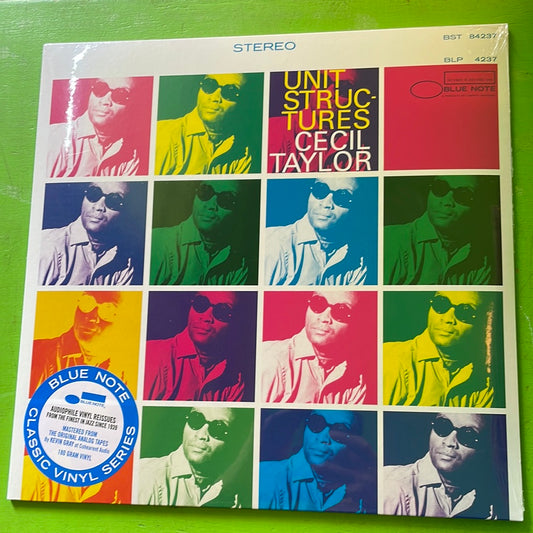 STEREO
BST 84237
BLP 4237
UNIT
STRUC-
TURES
CECIL
TAYLOR
BLUE NOTE
BLUE NOTE
AUDIOPHILE VINYL REISSUES
FROM THE FINEST IN JAZZ SINCE 1939
MASTERED FROM
THE ORIGINAL ANALOG TAPES
By KEVIN GRAY at Cohearent Audio
180 GRAM VINYL
CLASSIC VINYL SERIES